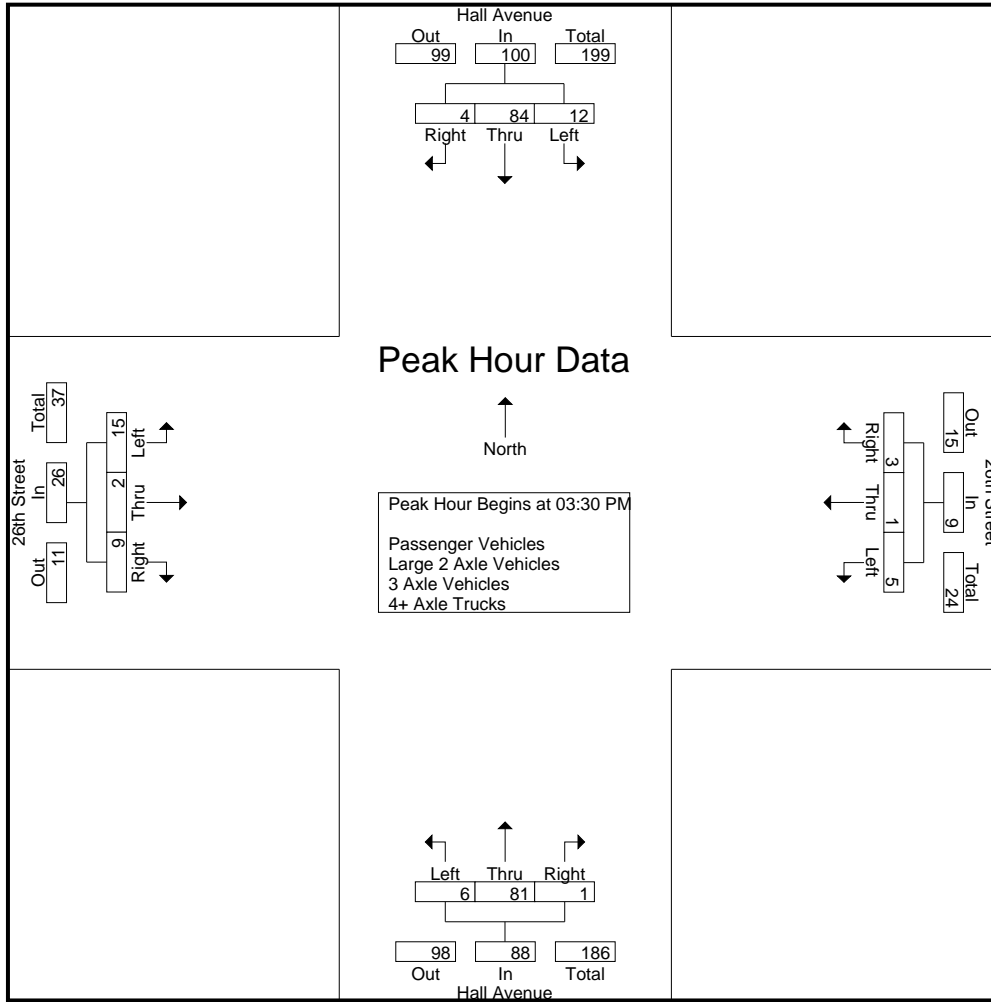 Hall Avenue
Out In Total
99 100 199
4 84 12
Right Thru Left
Peak Hour Data
North
Peak Hour Begins at 03:30 PM
Passenger Vehicles
Large 2 Axle Vehicles
3 Axle Vehicles
4+ Axle Trucks
26th Street
Out In Total
11 26 37
9 2 15
Right Thru Left
26th Street
Out In Total
15 9 24
3 1 5
Right Thru Left
Left Thru Right
6 81 1
98 88 186
Out In Total
Hall Avenue